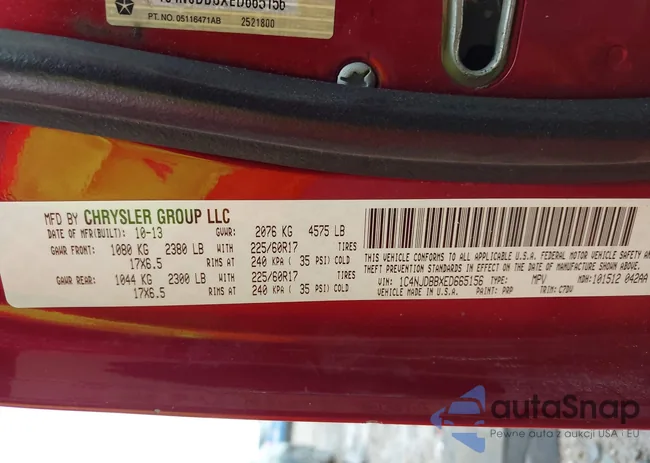 PT. NO. 05116471AB 2521800
MFD BY CHRYSLER GROUP LLC
DATE OF MFR(BUILT): 10-13 GVWR: 2076 KG 4575 LB
GAWR FRONT: 1080 KG 2380 LB WITH 225/60R17 TIRES
17X6.5 RIMS AT 240 KPA ( 35 PSI) COLD
GAWR REAR: 1044 KG 2300 LB WITH 225/60R17 TIRES
17X6.5 RIMS AT 240 KPA ( 35 PSI) COLD
THIS VEHICLE CONFORMS TO ALL APPLICABLE U.S.A. FEDERAL MOTOR VEHICLE SAFETY AND
THEFT PREVENTION STANDARDS IN EFFECT ON THE DATE OF MANUFACTURE SHOWN ABOVE.
VIN: 1C4NJDBBXED665156 TYPE: MPV MDH: 101512 042AA
VEHICLE MADE IN U.S.A. PAINT: PRP TRIM: C7DV
autaSnap
Pewne auta z aukcji USA i EU